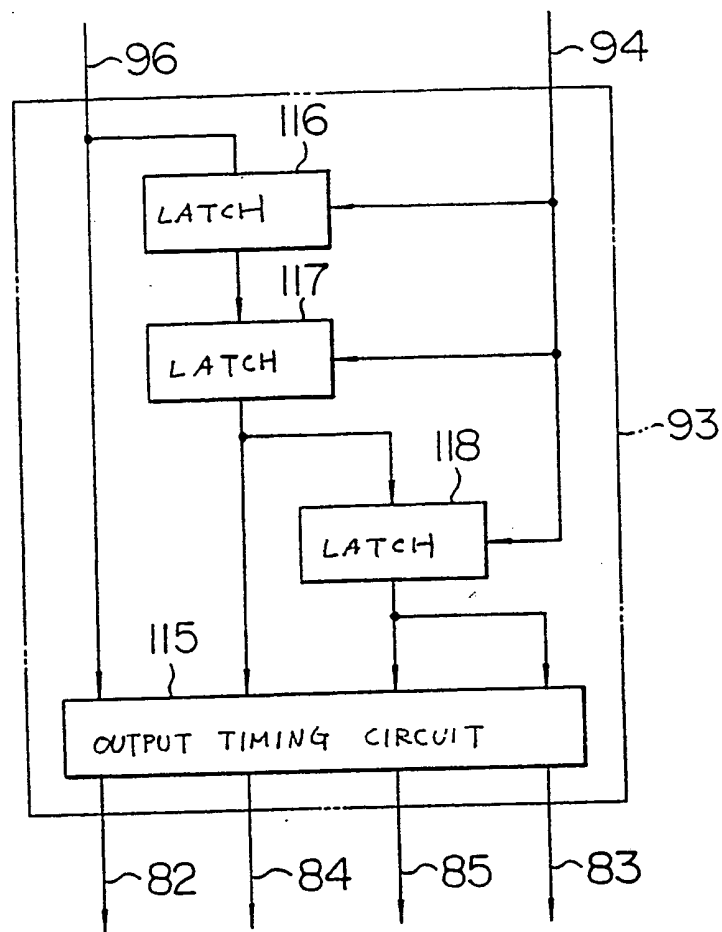 96
94
116
LATCH
117
LATCH
93
118
LATCH
115
OUTPUT TIMING CIRCUIT
82
84
85
83